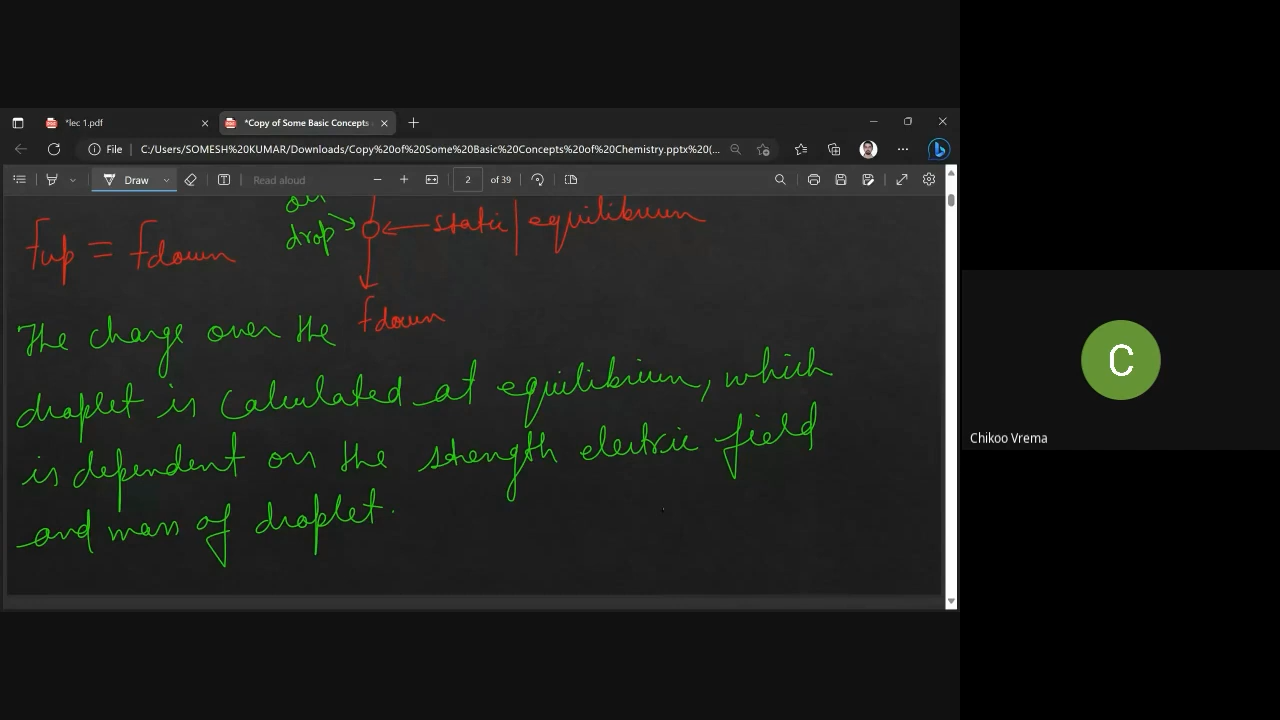 *lec 1.pdf
*Copy of Some Basic Concepts
File
C:/Users/SOMESH%20KUMAR/Downloads/Copy%20of%20Some%20Basic%20Concepts%20of%20Chemistry.pptx%20(...
Draw
Read aloud
2 of 39
oil
drop
static equilibrium
fup = fdown
fdown
The charge over the
droplet is calculated at equilibrium, which
is dependent on the strength electric field
and mass of droplet.
C
Chikoo Vrema